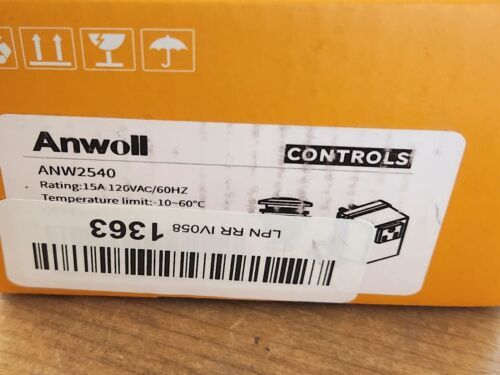 Anwoll
CONTROLS
ANW2540
Rating:15A 120VAC/60HZ
Temperature limit:-10~60℃
LPN RR IV058 1363